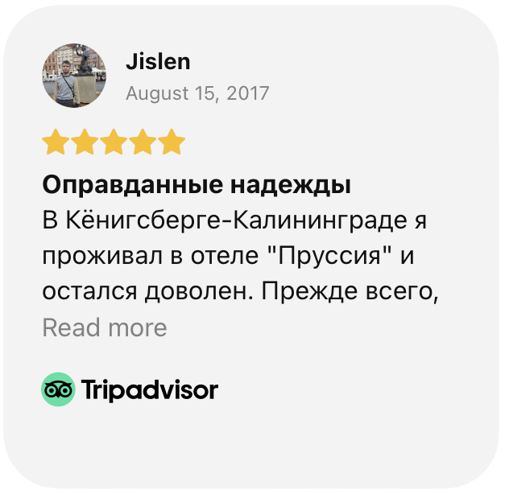 Jislen
August 15, 2017
Оправданные надежды
В Кёнигсберге-Калининграде я
проживал в отеле "Пруссия" и
остался доволен. Прежде всего,
Read more
Tripadvisor